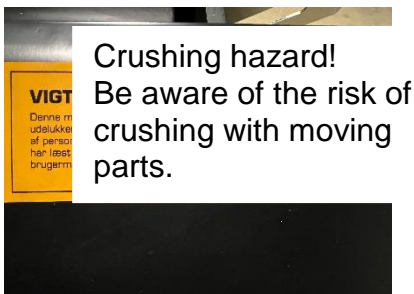 Crushing hazard!
Be aware of the risk of
crushing with moving
parts.
VIGT
Denne m
udelukke
af perso
har læst
brugerm